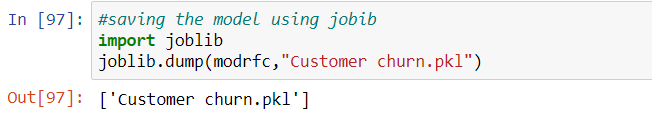 In [97]: #saving the model using jobib
import joblib
joblib.dump(modrfc,"Customer churn.pkl")
Out[97]: ['Customer churn.pkl']